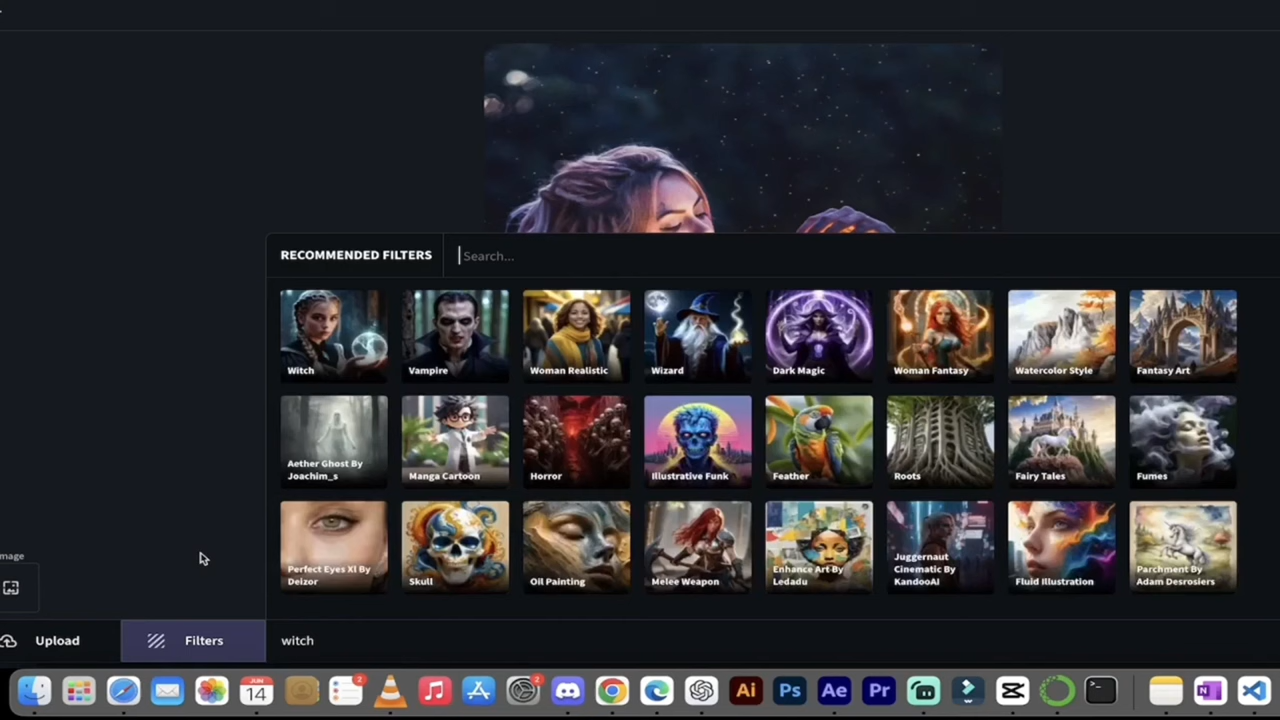 RECOMMENDED FILTERS
Search...
Witch
Vampire
Woman Realistic
Wizard
Dark Magic
Woman Fantasy
Watercolor Style
Fantasy Art
Aether Ghost By
Joachim_s
Manga Cartoon
Horror
Illustrative Funk
Feather
Roots
Fairy Tales
Fumes
Perfect Eyes Xl By
Deizor
Skull
Oil Painting
Melee Weapon
Enhance Art By
Ledadu
Juggernaut
Cinematic By
KandooAI
Fluid Illustration
Parchment By
Adam Desrosiers
mage
Upload
Filters
witch
JUN
14
2
2
Ai
Ps
Ae
Pr
N